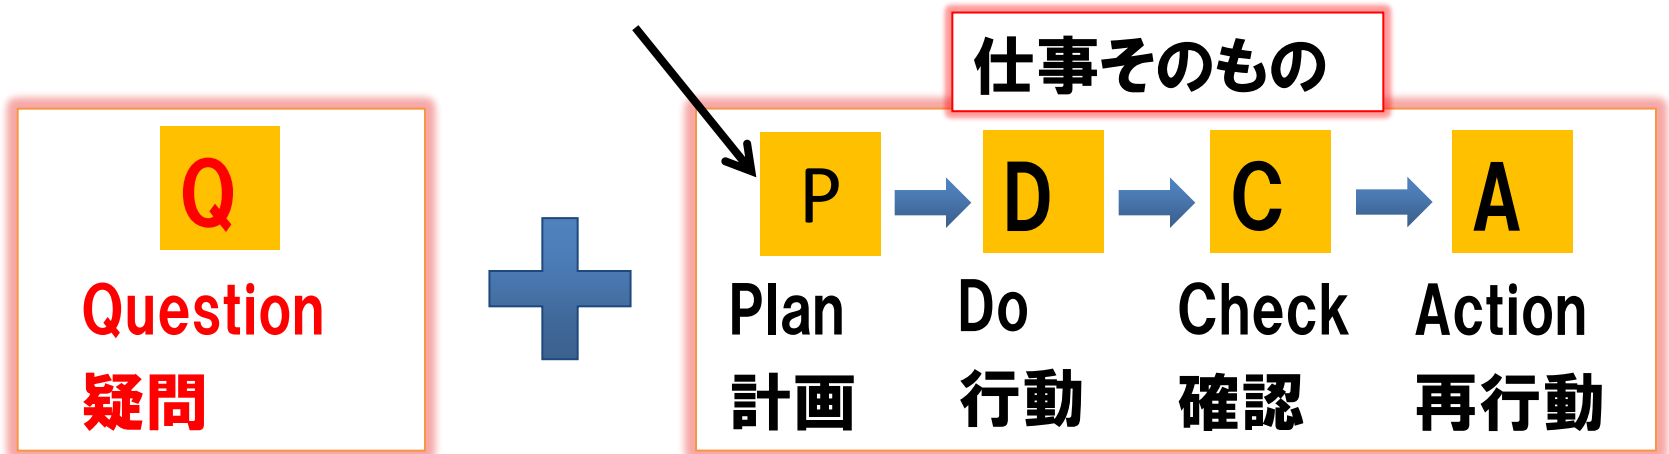 仕事そのもの
Q
Question
疑問
P D C A
Plan Do Check Action
計画 行動 確認 再行動